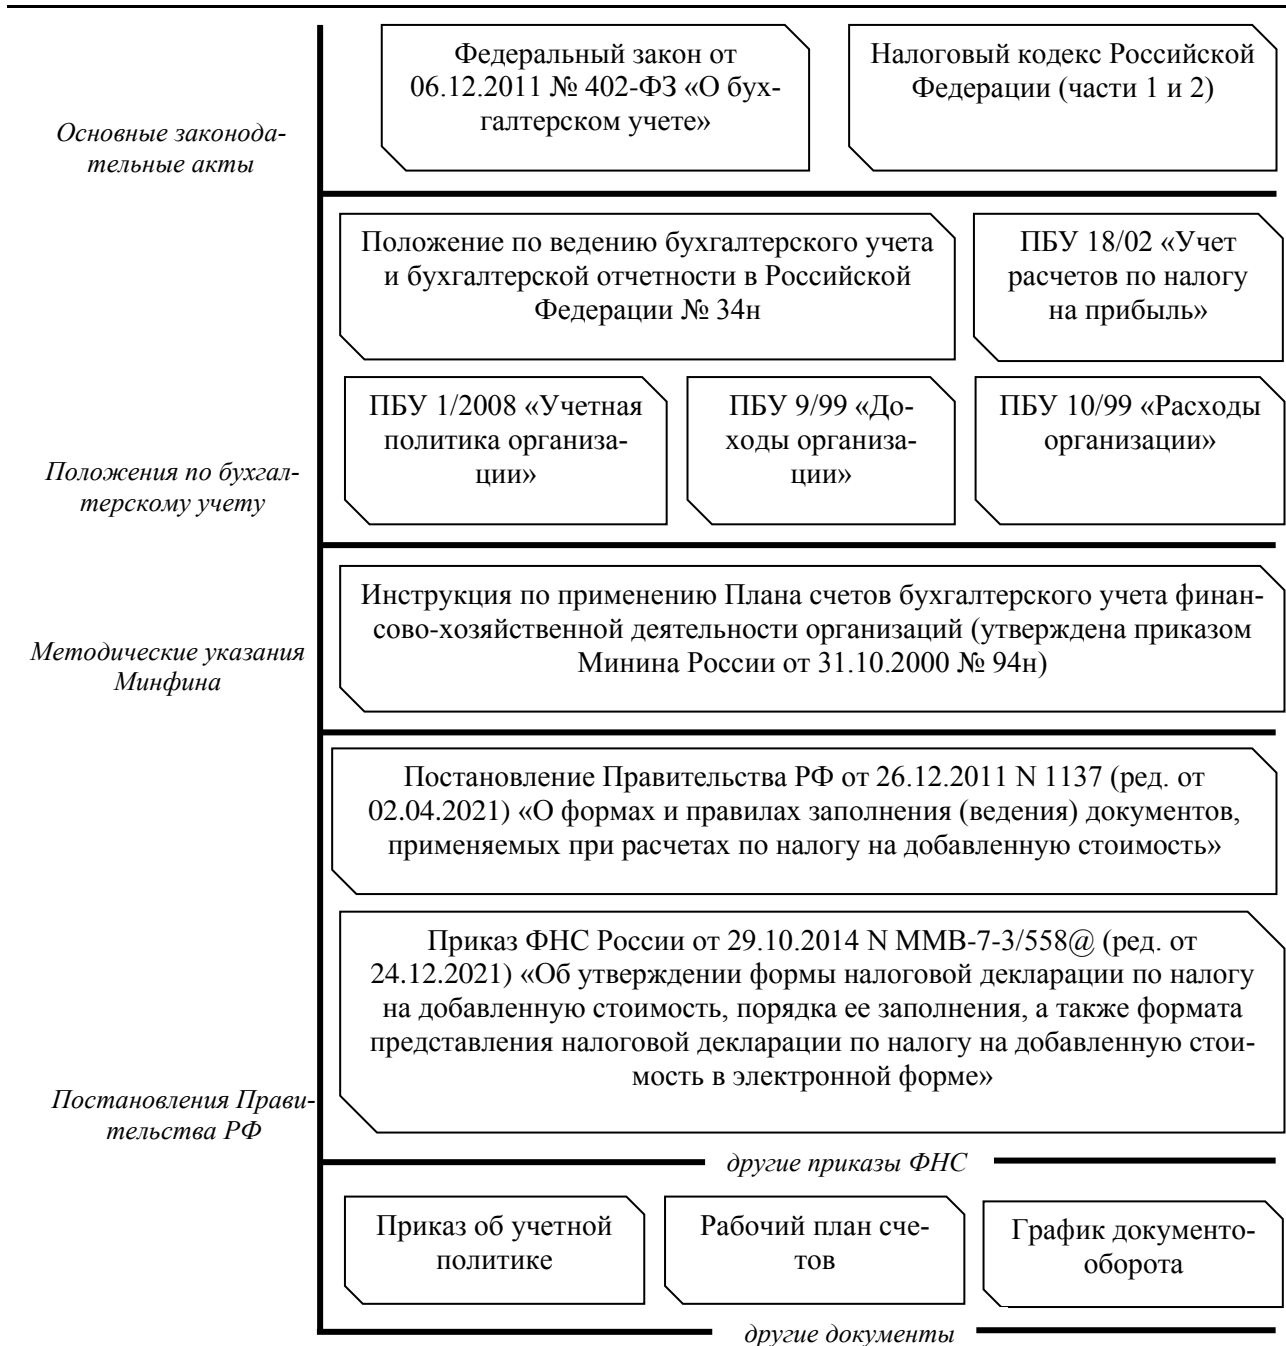 Федеральный закон от
06.12.2011 № 402-ФЗ «О бух-
галтерском учете»
Налоговый кодекс Российской
Федерации (части 1 и 2)
Основные законода-
тельные акты
Положение по ведению бухгалтерского учета
и бухгалтерской отчетности в Российской
Федерации № 34н
ПБУ 18/02 «Учет
расчетов по налогу
на прибыль»
ПБУ 1/2008 «Учетная
политика организа-
ции»
ПБУ 9/99 «До-
ходы организа-
ции»
ПБУ 10/99 «Расходы
организации»
Положения по бухгал-
терскому учету
Инструкция по применению Плана счетов бухгалтерского учета финан-
сово-хозяйственной деятельности организаций (утверждена приказом
Минина России от 31.10.2000 № 94н)
Методические указания
Минфина
Постановление Правительства РФ от 26.12.2011 N 1137 (ред. от
02.04.2021) «О формах и правилах заполнения (ведения) документов,
применяемых при расчетах по налогу на добавленную стоимость»
Приказ ФНС России от 29.10.2014 N ММВ-7-3/558@ (ред. от
24.12.2021) «Об утверждении формы налоговой декларации по налогу
на добавленную стоимость, порядка ее заполнения, а также формата
представления налоговой декларации по налогу на добавленную стои-
мость в электронной форме»
Постановления Прави-
тельства РФ
другие приказы ФНС
Приказ об учетной
политике
Рабочий план сче-
тов
График документо-
оборота
другие документы